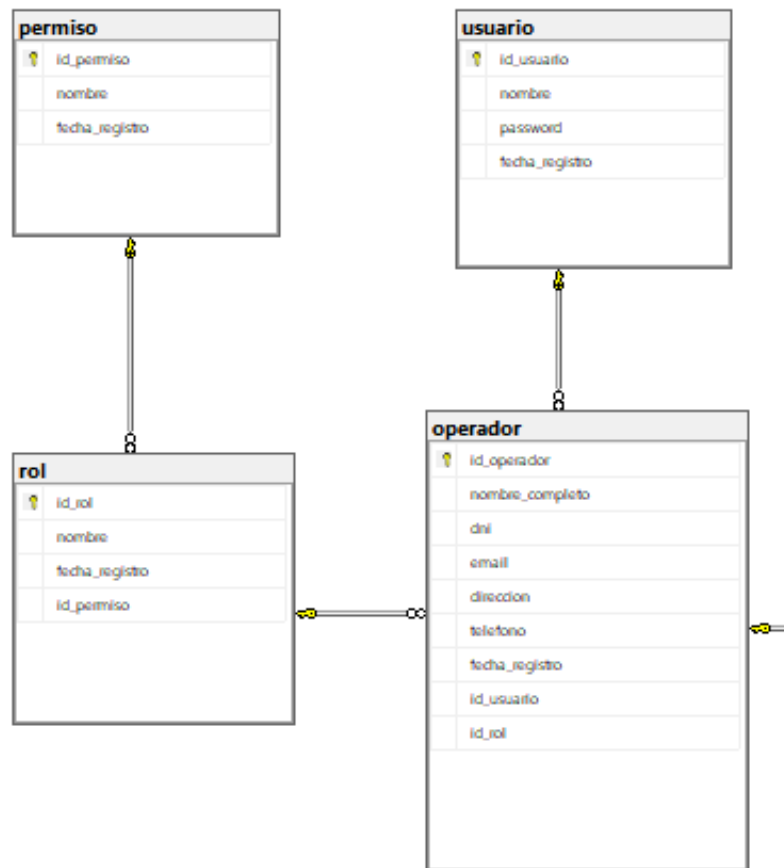 permiso
id_permiso
nombre
fecha_registro
usuario
id_usuario
nombre
password
fecha_registro
rol
id_rol
nombre
fecha_registro
id_permiso
operador
id_operador
nombre_completo
dni
email
direccion
telefono
fecha_registro
id_usuario
id_rol